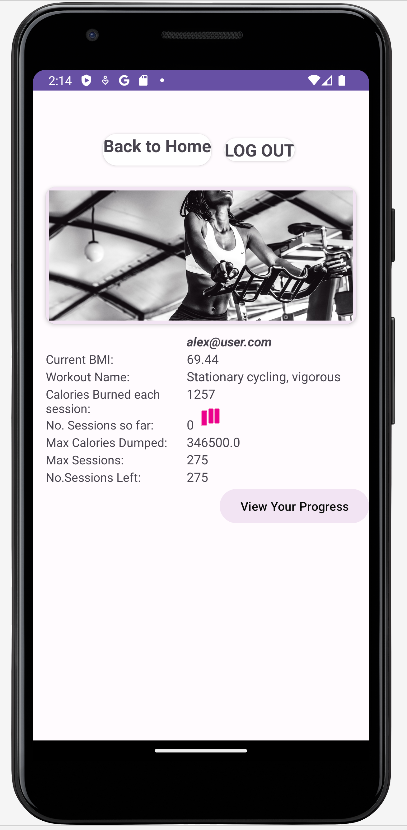 2:14
Back to Home LOG OUT
alex@user.com
Current BMI: 69.44
Workout Name: Stationary cycling, vigorous
Calories Burned each 1257
session:
No. Sessions so far: 0
Max Calories Dumped: 346500.0
Max Sessions: 275
No.Sessions Left: 275
View Your Progress